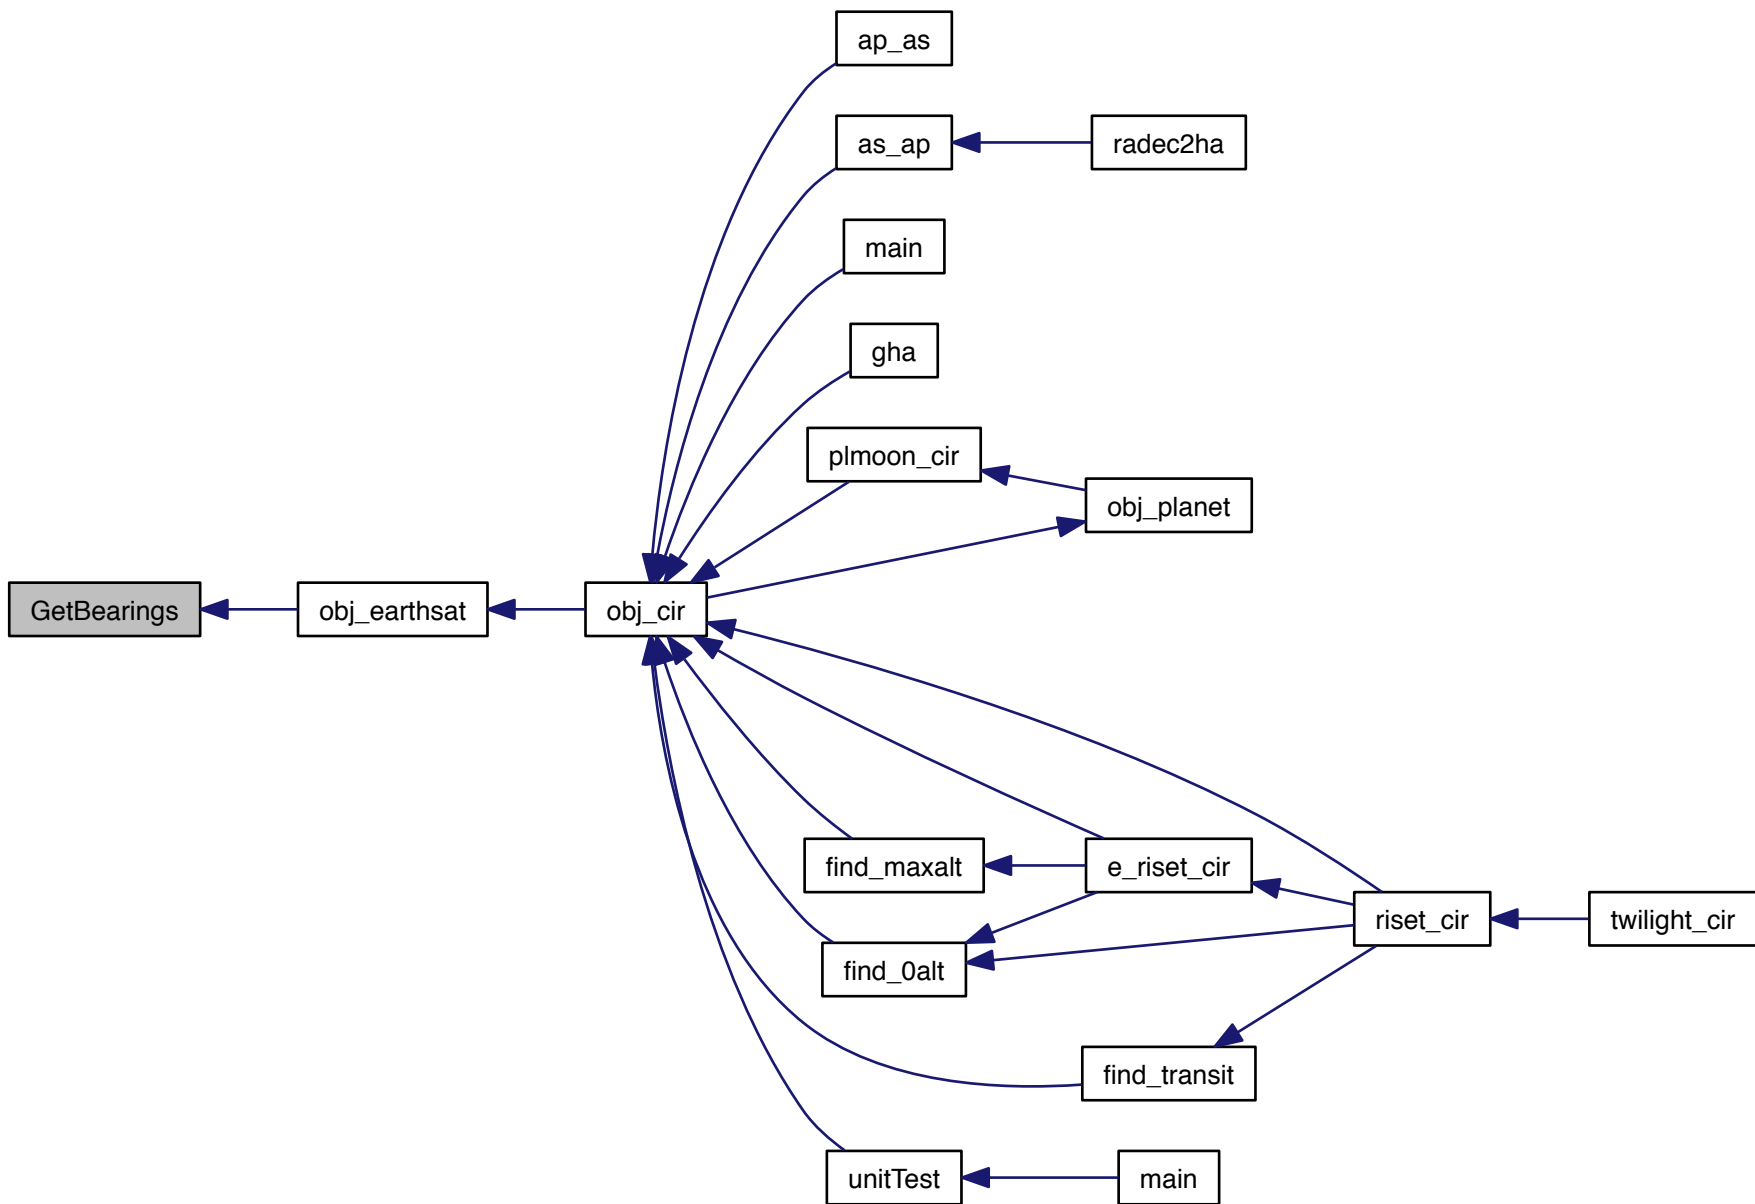 ap_as
as_ap
radec2ha
main
gha
plmoon_cir
obj_planet
GetBearings
obj_earthsat
obj_cir
find_maxalt
e_riset_cir
riset_cir
twilight_cir
find_0alt
find_transit
unitTest
main